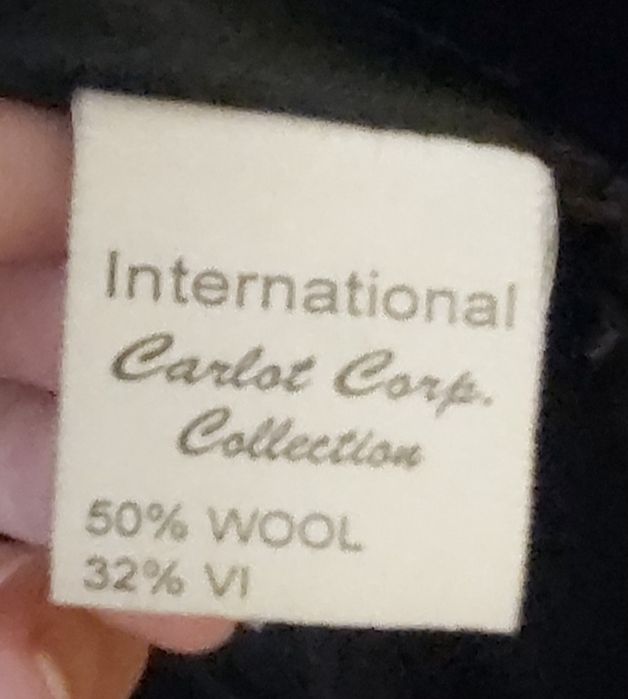 International
Carlot Corp.
Collection
50% WOOL
32% VI